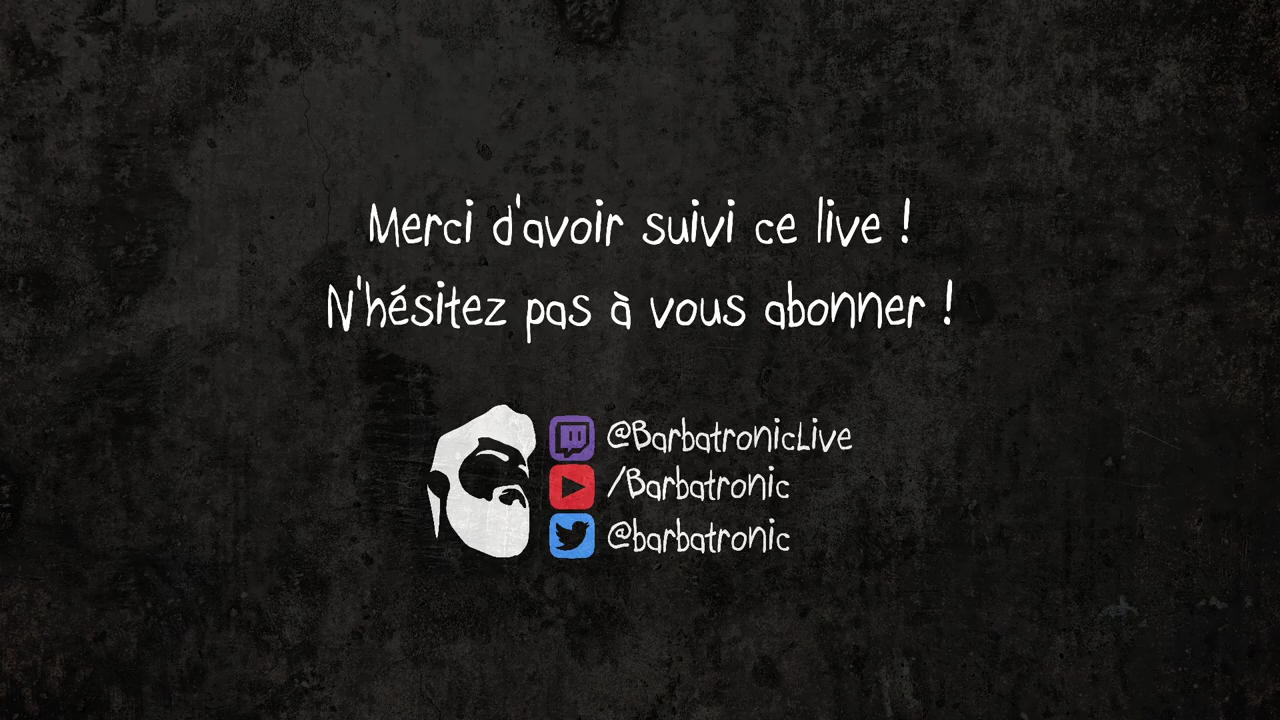 Merci d'avoir suivi ce live !
N'hésitez pas à vous abonner !
@BarbatronicLive
/Barbatronic
@barbatronic